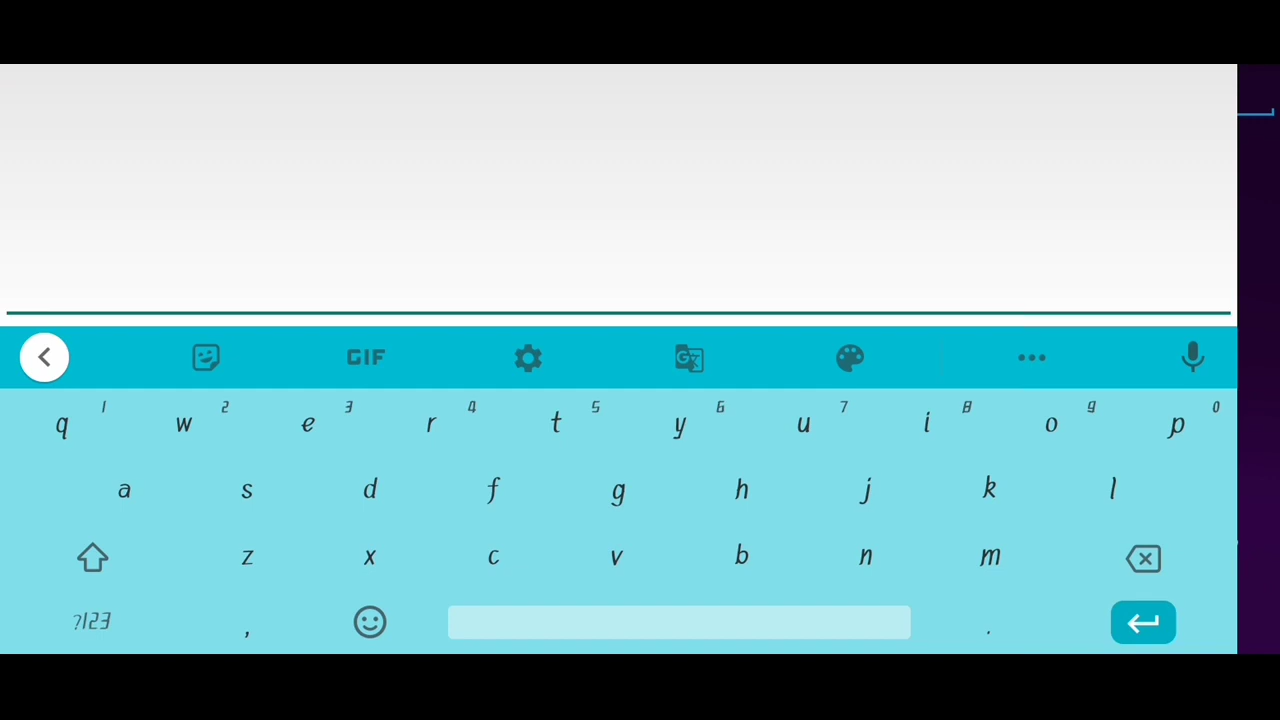 GIF
1 2 3 4 5 6 7 8 9 0
q w e r t y u i o p
a s d f g h j k l
z x c v b n m
?123 , .